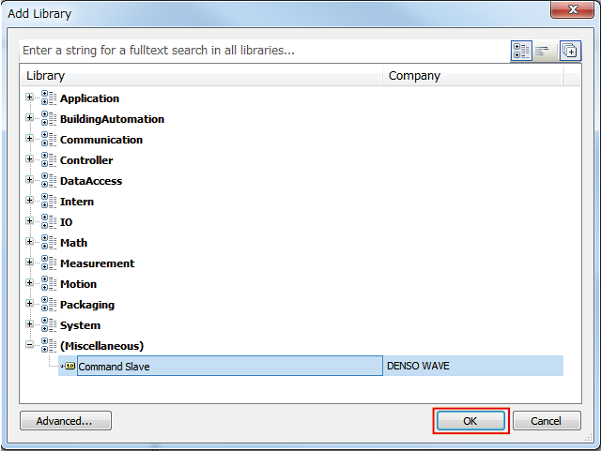 Add Library
Enter a string for a fulltext search in all libraries...
Library Company
Application
BuildingAutomation
Communication
Controller
DataAccess
Intern
IO
Math
Measurement
Motion
Packaging
System
(Miscellaneous)
Command Slave DENSO WAVE
Advanced... OK Cancel